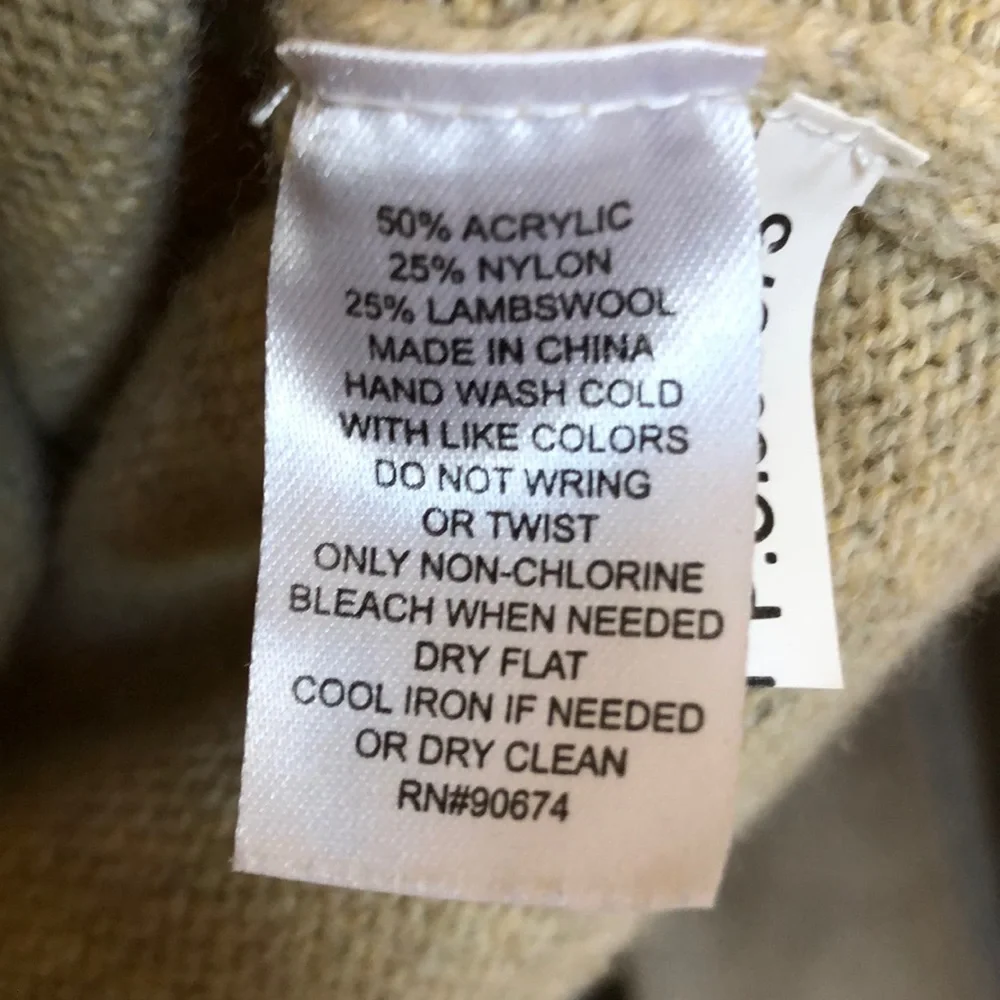 50% ACRYLIC
25% NYLON
25% LAMBSWOOL
MADE IN CHINA
HAND WASH COLD
WITH LIKE COLORS
DO NOT WRING
OR TWIST
ONLY NON-CHLORINE
BLEACH WHEN NEEDED
DRY FLAT
COOL IRON IF NEEDED
OR DRY CLEAN
RN#90674